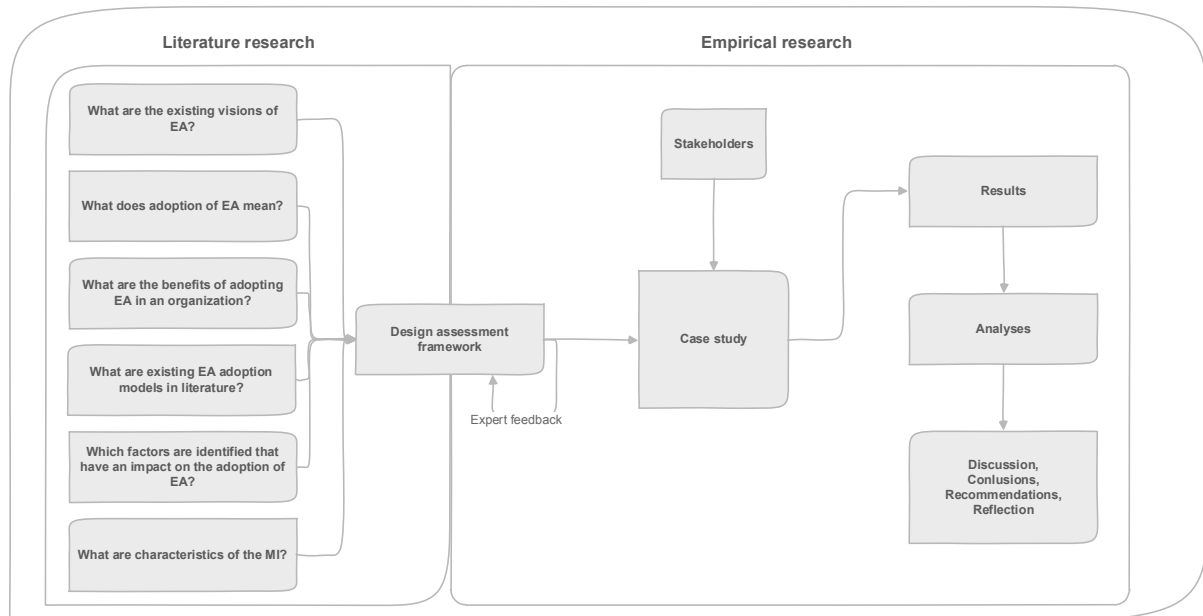 Literature research
Empirical research
What are the existing visions of
EA?
What does adoption of EA mean?
What are the benefits of adopting
EA in an organization?
What are existing EA adoption
models in literature?
Which factors are identified that
have an impact on the adoption of
EA?
What are characteristics of the MI?
Design assessment
framework
Expert feedback
Stakeholders
Case study
Results
Analyses
Discussion,
Conlusions,
Recommendations,
Reflection